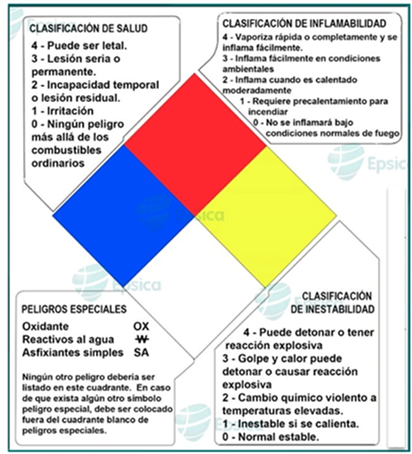 CLASIFICACIÓN DE SALUD
4 - Puede ser letal.
3 - Lesión seria o
permanente.
2 - Incapacidad temporal
o lesión residual.
1 - Irritación
0 - Ningún peligro
más allá de los
combustibles
ordinarios
CLASIFICACIÓN DE INFLAMABILIDAD
4 - Vaporiza rápida o completamente y se
inflama fácilmente.
3 - Inflama fácilmente en condiciones
ambientales
2 - Inflama cuando es calentado
moderadamente
1 - Requiere precalentamiento para
incendiar
0 - No se inflamará bajo
condiciones normales de fuego
Epsica
Epsica
Epsica
Epsica
PELIGROS ESPECIALES
Oxidante OX
Reactivos al agua W
Asfixiantes simples SA
Ningún otro peligro deberia ser
listado en este cuadrante. En caso
de que exista algún otro símbolo
peligro especial, debe ser colocado
fuera del cuadrante blanco de
peligros especiales.
CLASIFICACIÓN
DE INESTABILIDAD
4 - Puede detonar o tener
reacción explosiva
3 - Golpe y calor puede
detonar o causar reacción
explosiva
2 - Cambio químico violento a
temperaturas elevadas.
1 - Inestable si se calienta.
0 - Normal estable.
Epsica